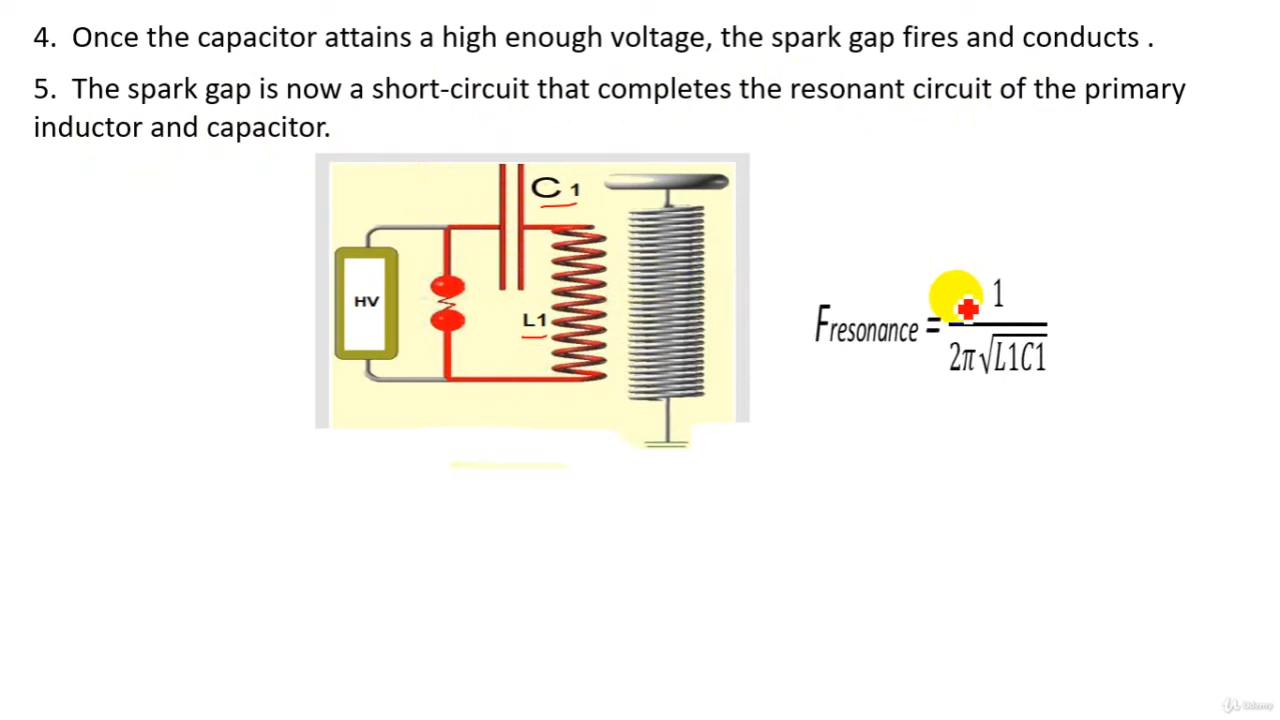 4. Once the capacitor attains a high enough voltage, the spark gap fires and conducts .
5. The spark gap is now a short-circuit that completes the resonant circuit of the primary
inductor and capacitor.
C 1
HV
L1
Fresonance = 1 / 2π√L1C1
Udemy